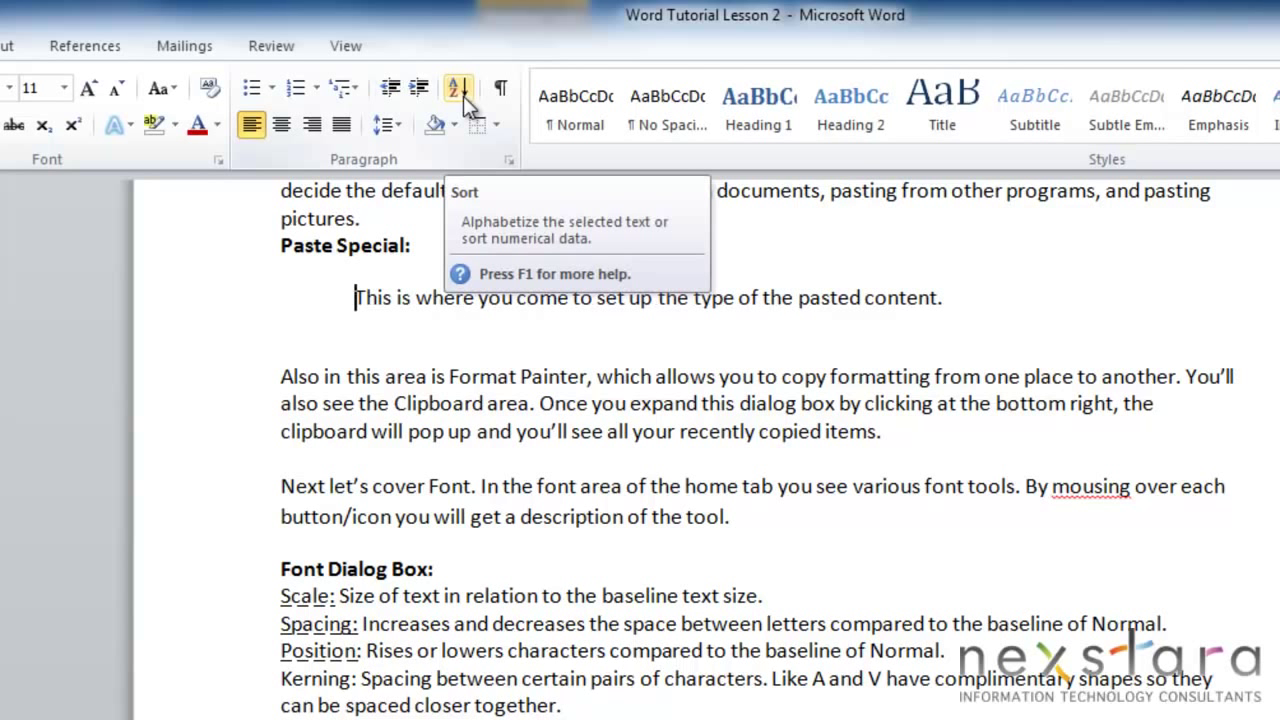 Word Tutorial Lesson 2 - Microsoft Word
ut References Mailings Review View
11 A A Aa
abc X2 X2 A ab A
Font Paragraph Styles
AaBbCcDc AaBbCcDc AaBbC AaBbCc AaB AaBbCc. AaBbCcDc AaBbCcDc
¶ Normal ¶ No Spaci... Heading 1 Heading 2 Title Subtitle Subtle Em... Emphasis
decide the default documents, pasting from other programs, and pasting
pictures.
Paste Special:
Sort
Alphabetize the selected text or
sort numerical data.
Press F1 for more help.
This is where you come to set up the type of the pasted content.
Also in this area is Format Painter, which allows you to copy formatting from one place to another. You’ll
also see the Clipboard area. Once you expand this dialog box by clicking at the bottom right, the
clipboard will pop up and you’ll see all your recently copied items.
Next let’s cover Font. In the font area of the home tab you see various font tools. By mousing over each
button/icon you will get a description of the tool.
Font Dialog Box:
Scale: Size of text in relation to the baseline text size.
Spacing: Increases and decreases the space between letters compared to the baseline of Normal.
Position: Rises or lowers characters compared to the baseline of Normal.
Kerning: Spacing between certain pairs of characters. Like A and V have complimentary shapes so they
can be spaced closer together.
nexstara
INFORMATION TECHNOLOGY CONSULTANTS